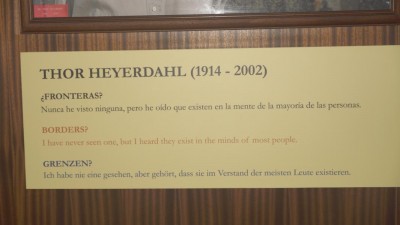 THOR HEYERDAHL (1914 - 2002)
¿FRONTERAS?
Nunca he visto ninguna, pero he oído que existen en la mente de la mayoría de las personas.
BORDERS?
I have never seen one, but I heard they exist in the minds of most people.
GRENZEN?
Ich habe nie eine gesehen, aber gehört, dass sie im Verstand der meisten Leute existieren.